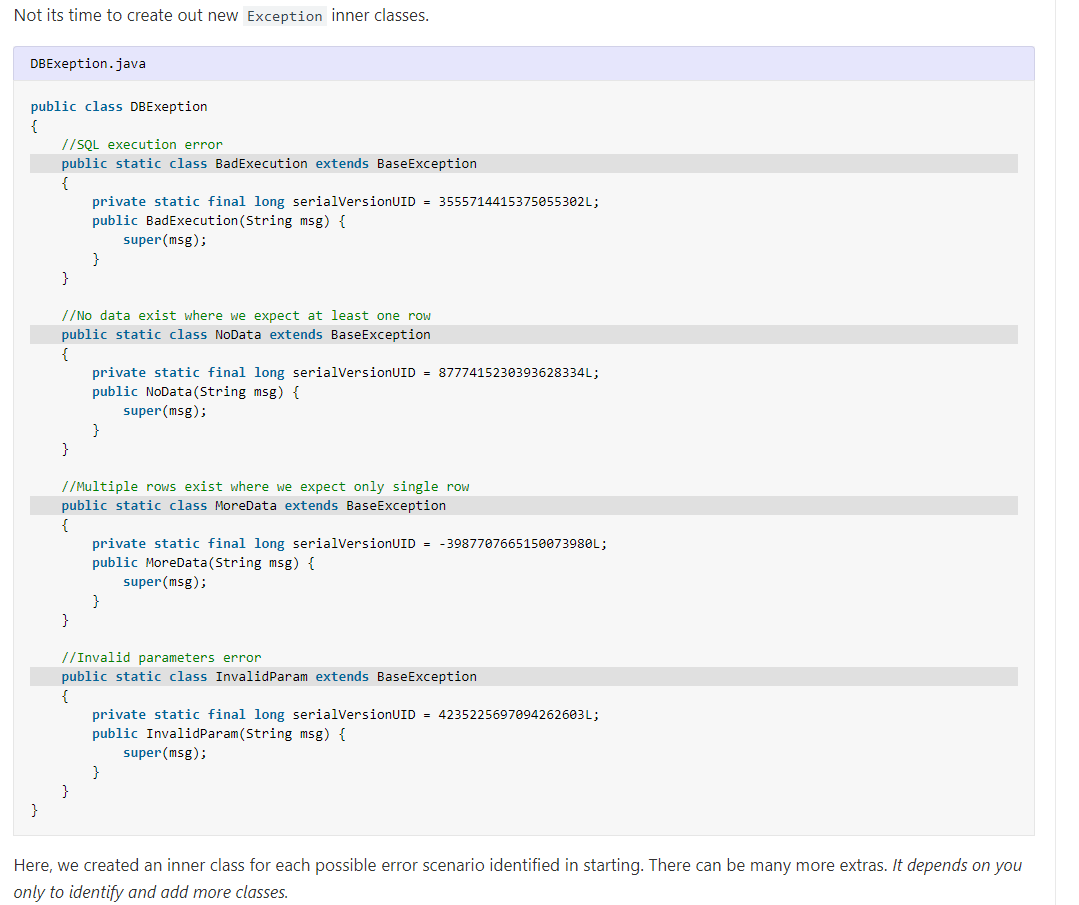 Not its time to create out new Exception inner classes.
DBExeption.java
public class DBExeption
{
    //SQL execution error
    public static class BadExecution extends BaseException
    {
        private static final long serialVersionUID = 3555714415375055302L;
        public BadExecution(String msg) {
            super(msg);
        }
    }

    //No data exist where we expect at least one row
    public static class NoData extends BaseException
    {
        private static final long serialVersionUID = 8777415230393628334L;
        public NoData(String msg) {
            super(msg);
        }
    }

    //Multiple rows exist where we expect only single row
    public static class MoreData extends BaseException
    {
        private static final long serialVersionUID = -3987707665150073980L;
        public MoreData(String msg) {
            super(msg);
        }
    }

    //Invalid parameters error
    public static class InvalidParam extends BaseException
    {
        private static final long serialVersionUID = 4235225697094262603L;
        public InvalidParam(String msg) {
            super(msg);
        }
    }
}
Here, we created an inner class for each possible error scenario identified in starting. There can be many more extras. It depends on you
only to identify and add more classes.